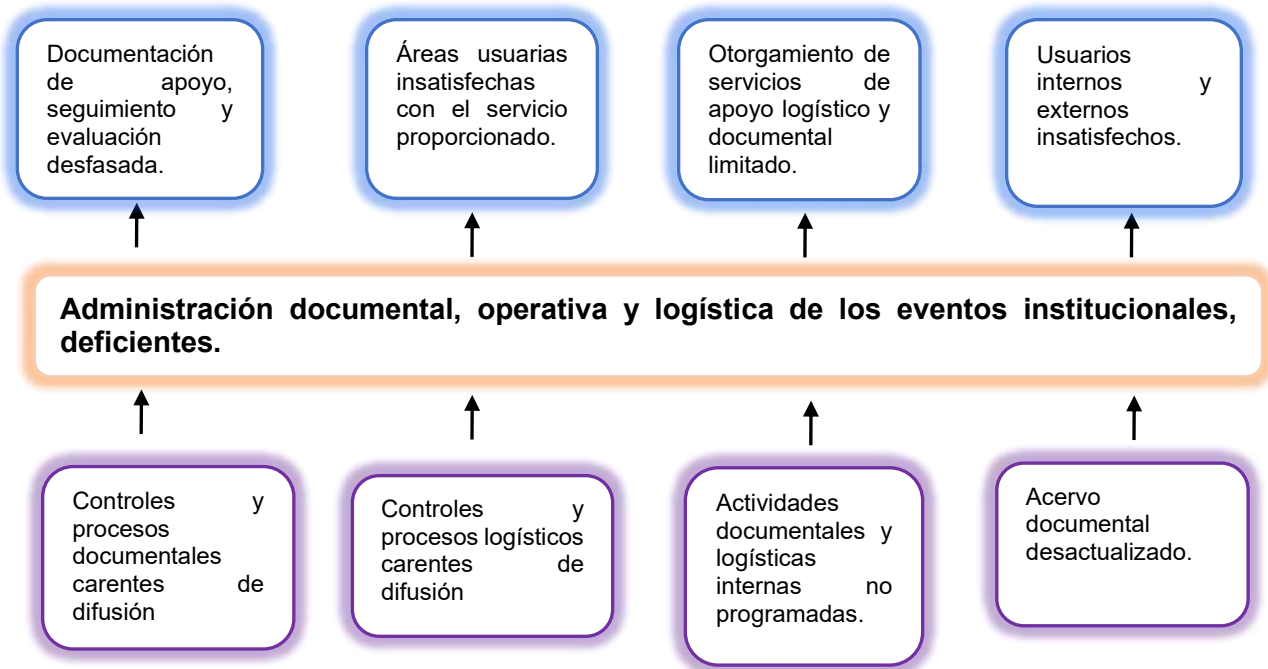 Documentación
de apoyo,
seguimiento y
evaluación
desfasada.
Áreas usuarias
insatisfechas
con el servicio
proporcionado.
Otorgamiento de
servicios de
apoyo logístico y
documental
limitado.
Usuarios
internos y
externos
insatisfechos.
Administración documental, operativa y logística de los eventos institucionales,
deficientes.
Controles y
procesos
documentales
carentes de
difusión
Controles y
procesos logísticos
carentes de
difusión
Actividades
documentales y
logísticas
internas no
programadas.
Acervo
documental
desactualizado.